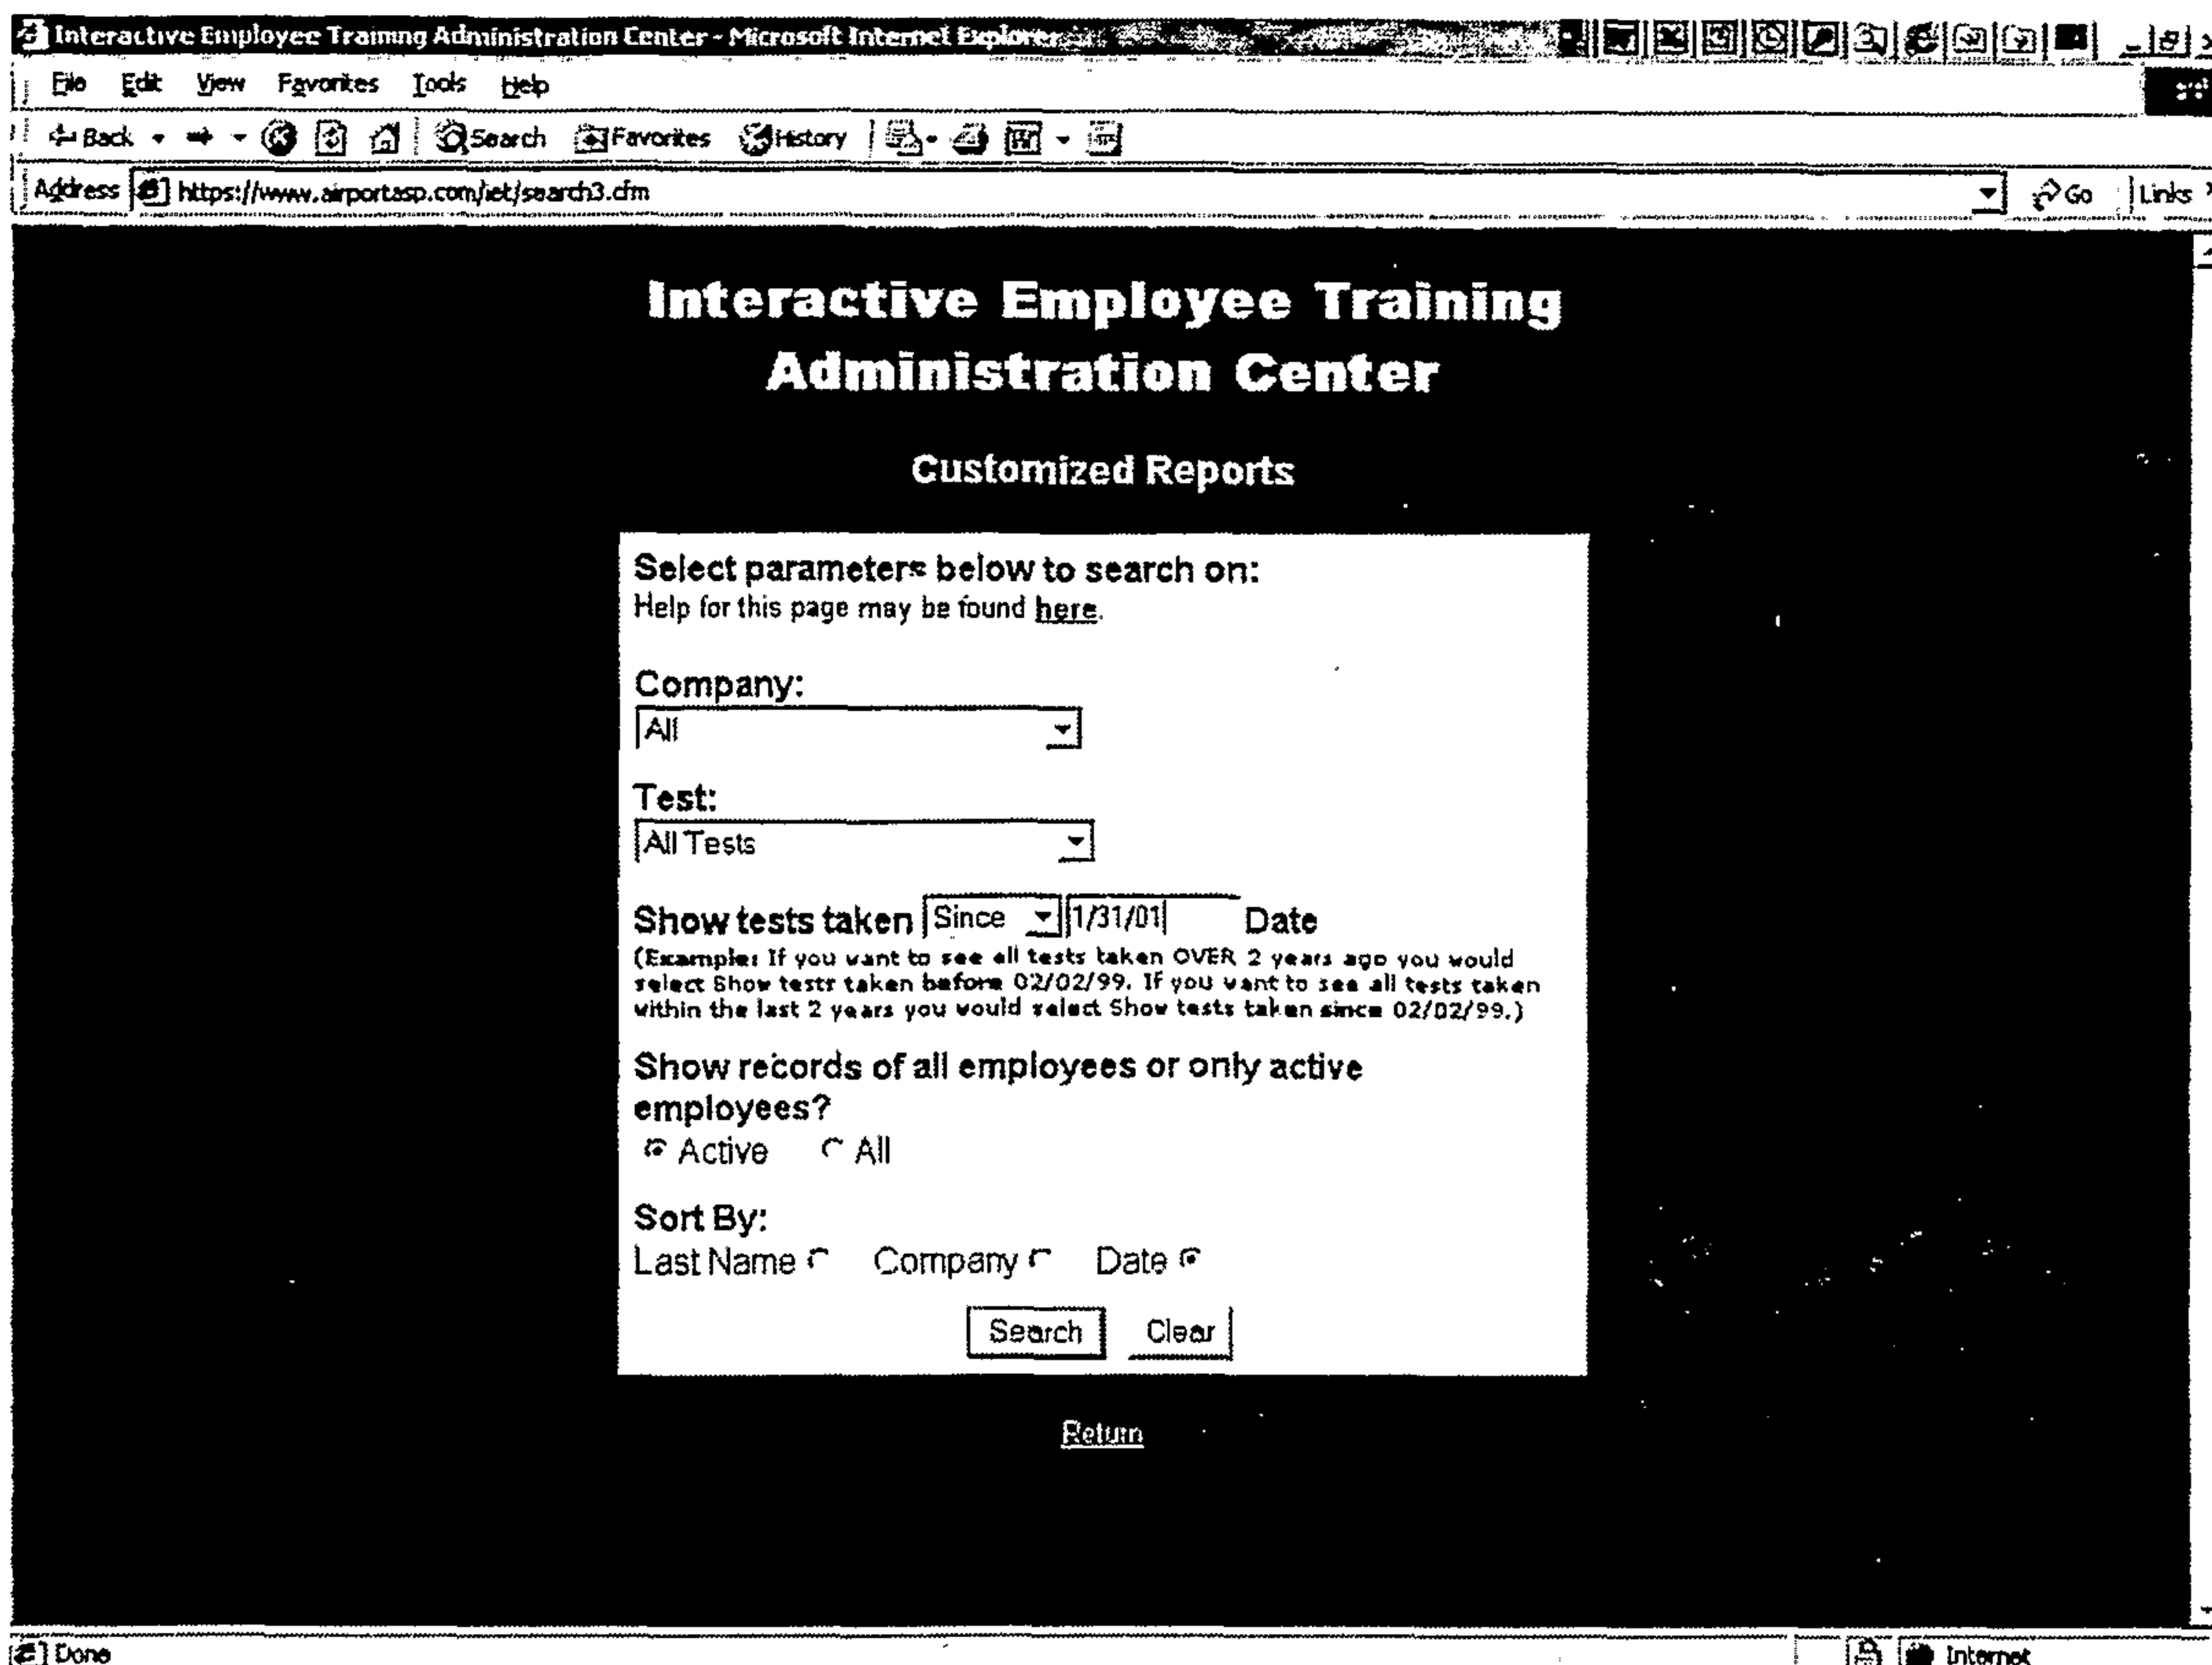 Interactive Employee Training Administration Center - Microsoft Internet Explorer
File Edit View Favorites Tools Help
Back Search Favorites History
Address https://www.airportasp.com/iet/search3.cfm Go Links
Interactive Employee Training
Administration Center
Customized Reports
Select parameters below to search on:
Help for this page may be found here.
Company:
All
Test:
All Tests
Show tests taken Since 1/31/01 Date
(Example: If you want to see all tests taken OVER 2 years ago you would
select Show tests taken before 02/02/99. If you want to see all tests taken
within the last 2 years you would select Show tests taken since 02/02/99.)
Show records of all employees or only active
employees?
Active All
Sort By:
Last Name Company Date
Search Clear
Return
Done Internet